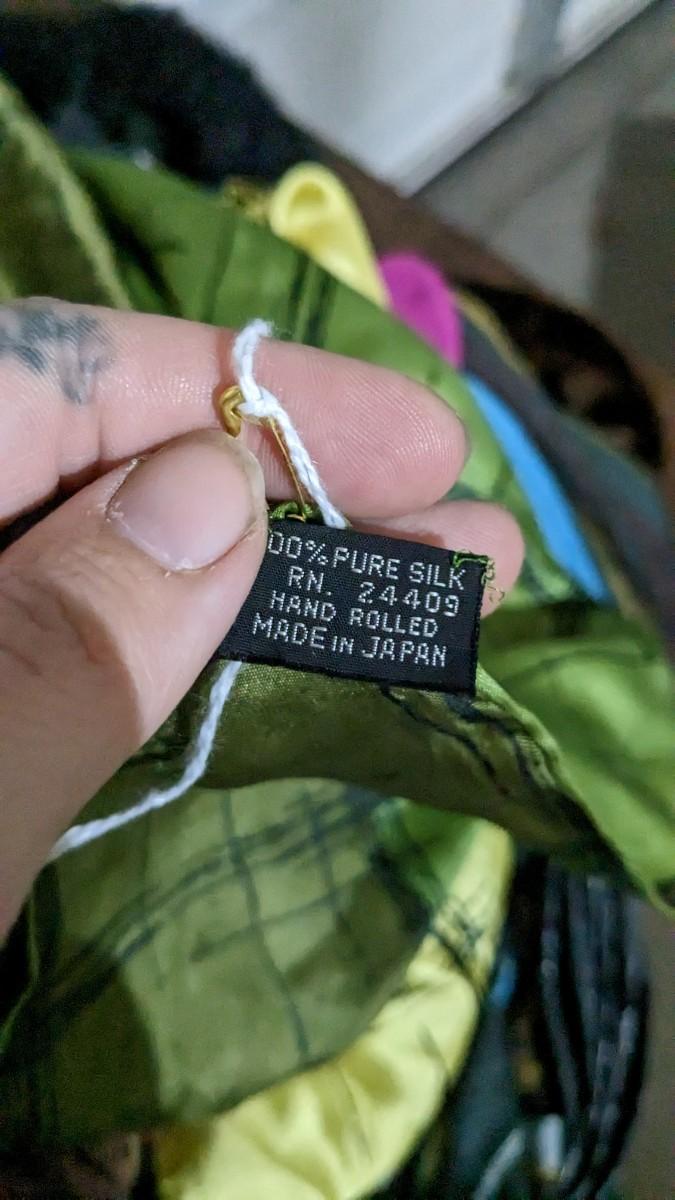 00% PURE SILK
RN. 24409
HAND ROLLED
MADE IN JAPAN